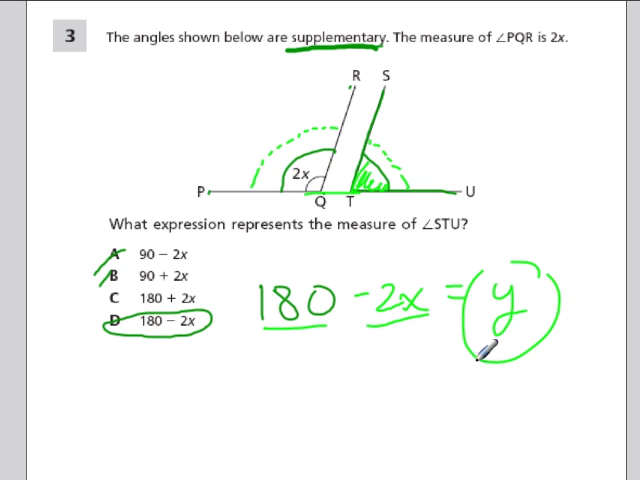 3 The angles shown below are supplementary. The measure of ∠PQR is 2x.
R S
2x
P U
Q T
What expression represents the measure of ∠STU?
A 90 − 2x
B 90 + 2x
C 180 + 2x
D 180 − 2x
180 - 2x = y